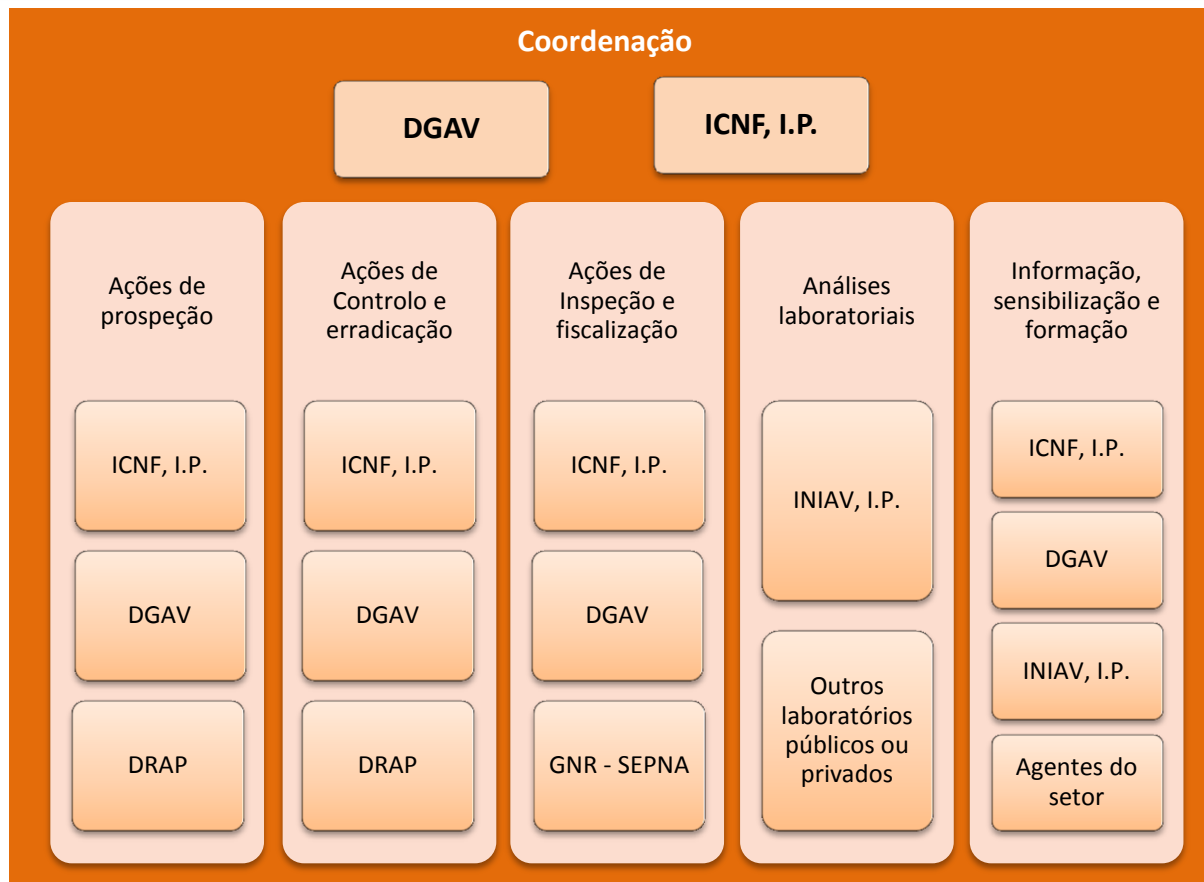 Coordenação
DGAV
ICNF, I.P.
Ações de
prospeção
ICNF, I.P.
DGAV
DRAP
Ações de
Controlo e
erradicação
ICNF, I.P.
DGAV
DRAP
Ações de
Inspeção e
fiscalização
ICNF, I.P.
DGAV
GNR - SEPNA
Análises
laboratoriais
INIAV, I.P.
Outros
laboratórios
públicos ou
privados
Informação,
sensibilização e
formação
ICNF, I.P.
DGAV
INIAV, I.P.
Agentes do
setor